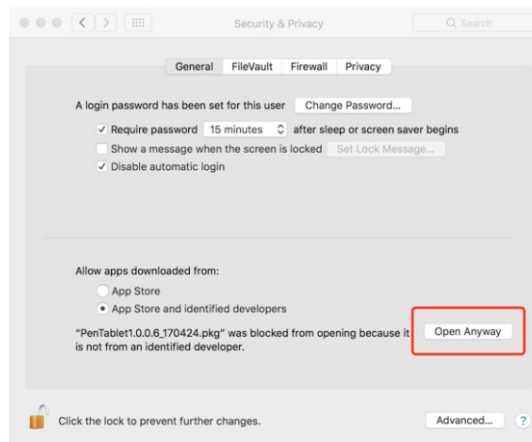 Security & Privacy
Search
General FileVault Firewall Privacy
A login password has been set for this user Change Password...
Require password 15 minutes after sleep or screen saver begins
Show a message when the screen is locked Set Lock Message...
Disable automatic login
Allow apps downloaded from:
App Store
App Store and identified developers
"PenTablet1.0.0.6_170424.pkg" was blocked from opening because it Open Anyway
is not from an identified developer.
Click the lock to prevent further changes. Advanced... ?